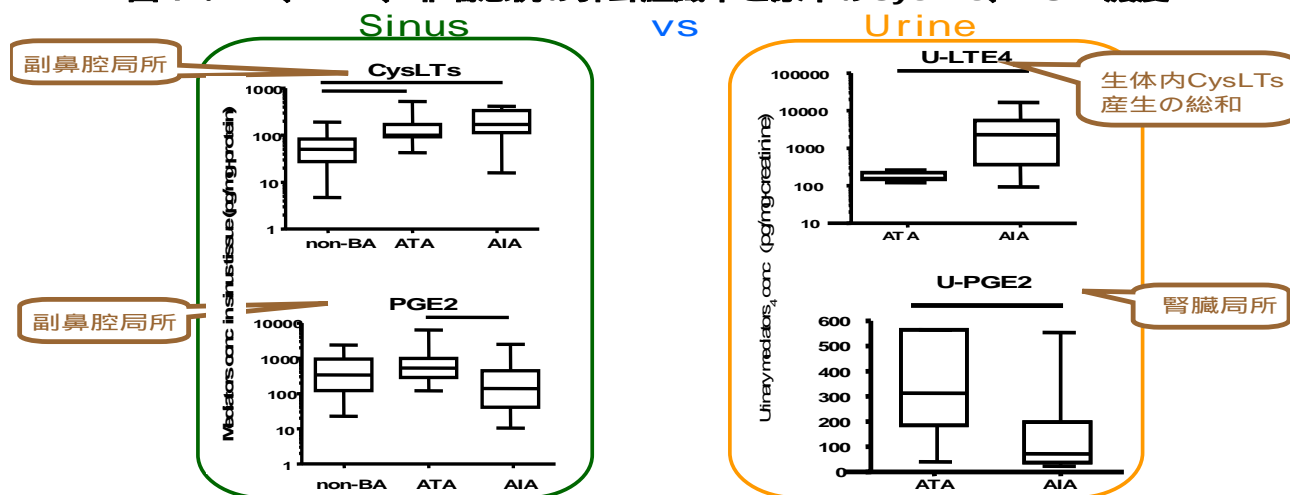 Sinus vs Urine
副鼻腔局所
CysLTs
1000
100
10
1
non-BA ATA AIA
副鼻腔局所
PGE2
10000
1000
100
10
1
non-BA ATA AIA
Mediators conc in sinus tissue (pg/mg-protein)
U-LTE4
生体内CysLTs
産生の総和
100000
10000
1000
100
10
ATA AIA
U-PGE2
腎臓局所
600
500
400
300
200
100
0
ATA AIA
Urinary mediators conc (pg/mg-creatinine)